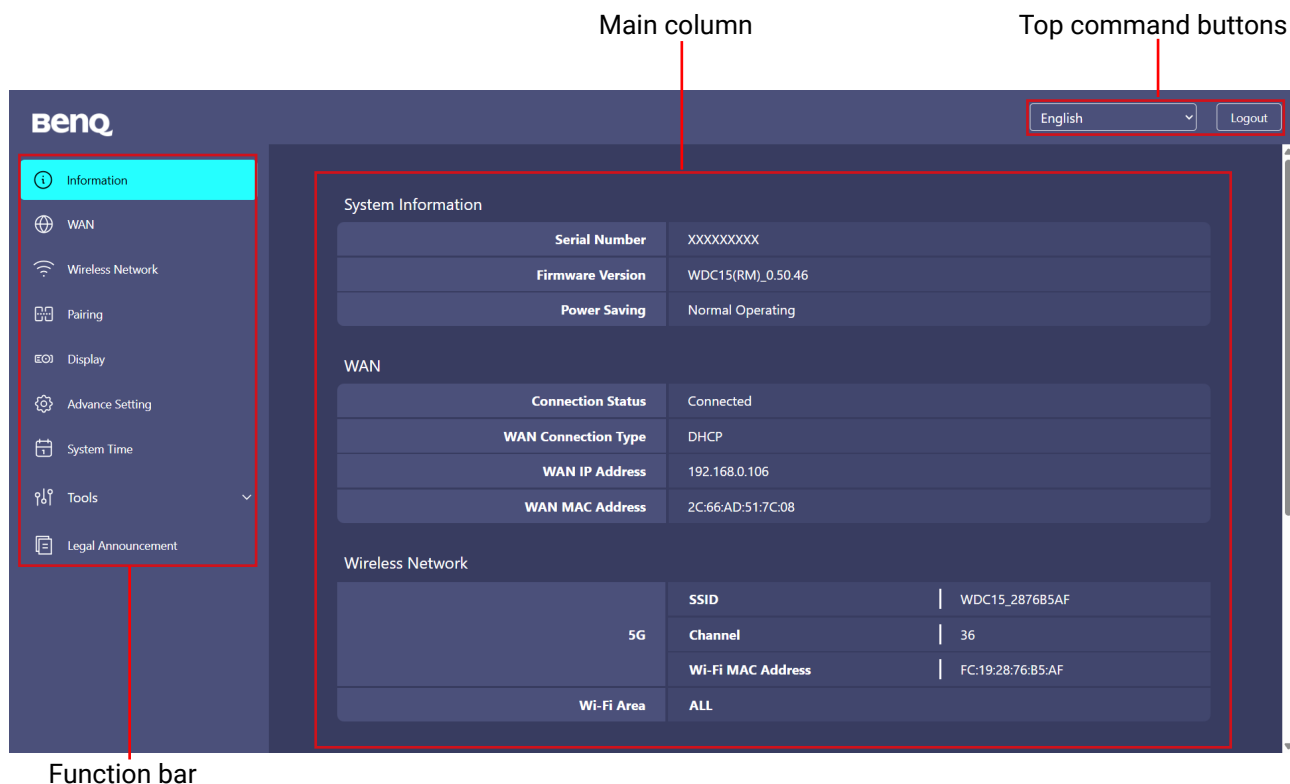 Main column
Top command buttons
BenQ
English
Logout
Information
WAN
Wireless Network
Pairing
Display
Advance Setting
System Time
Tools
Legal Announcement
System Information
Serial Number XXXXXXXXX
Firmware Version WDC15(RM)_0.50.46
Power Saving Normal Operating
WAN
Connection Status Connected
WAN Connection Type DHCP
WAN IP Address 192.168.0.106
WAN MAC Address 2C:66:AD:51:7C:08
Wireless Network
5G
SSID WDC15_2876B5AF
Channel 36
Wi-Fi MAC Address FC:19:28:76:B5:AF
Wi-Fi Area ALL
Function bar